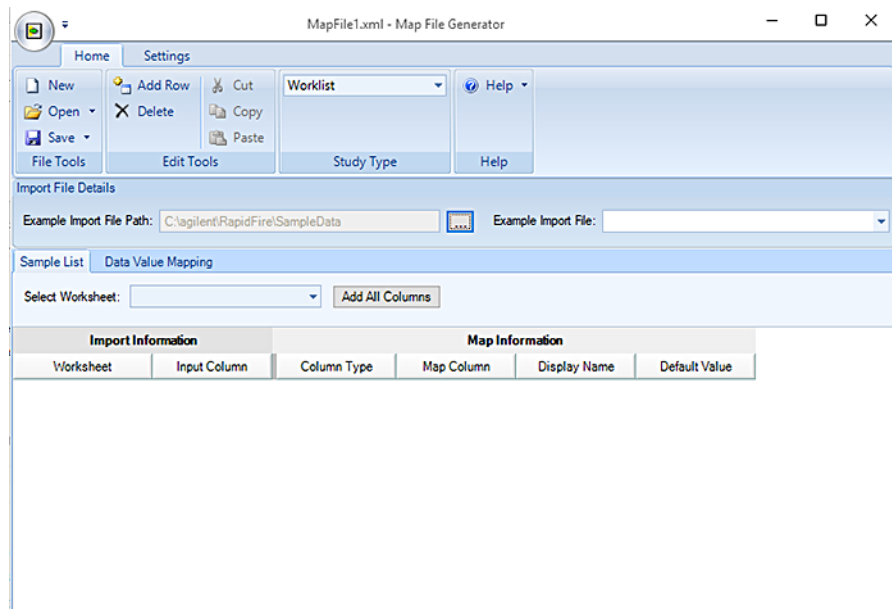 MapFile1.xml - Map File Generator
Home Settings
New Add Row Cut Worklist Help
Open Delete Copy
Save Paste
File Tools Edit Tools Study Type Help
Import File Details
Example Import File Path: C:\agilent\RapidFire\SampleData ... Example Import File:
Sample List Data Value Mapping
Select Worksheet: Add All Columns
Import Information Map Information
Worksheet Input Column Column Type Map Column Display Name Default Value